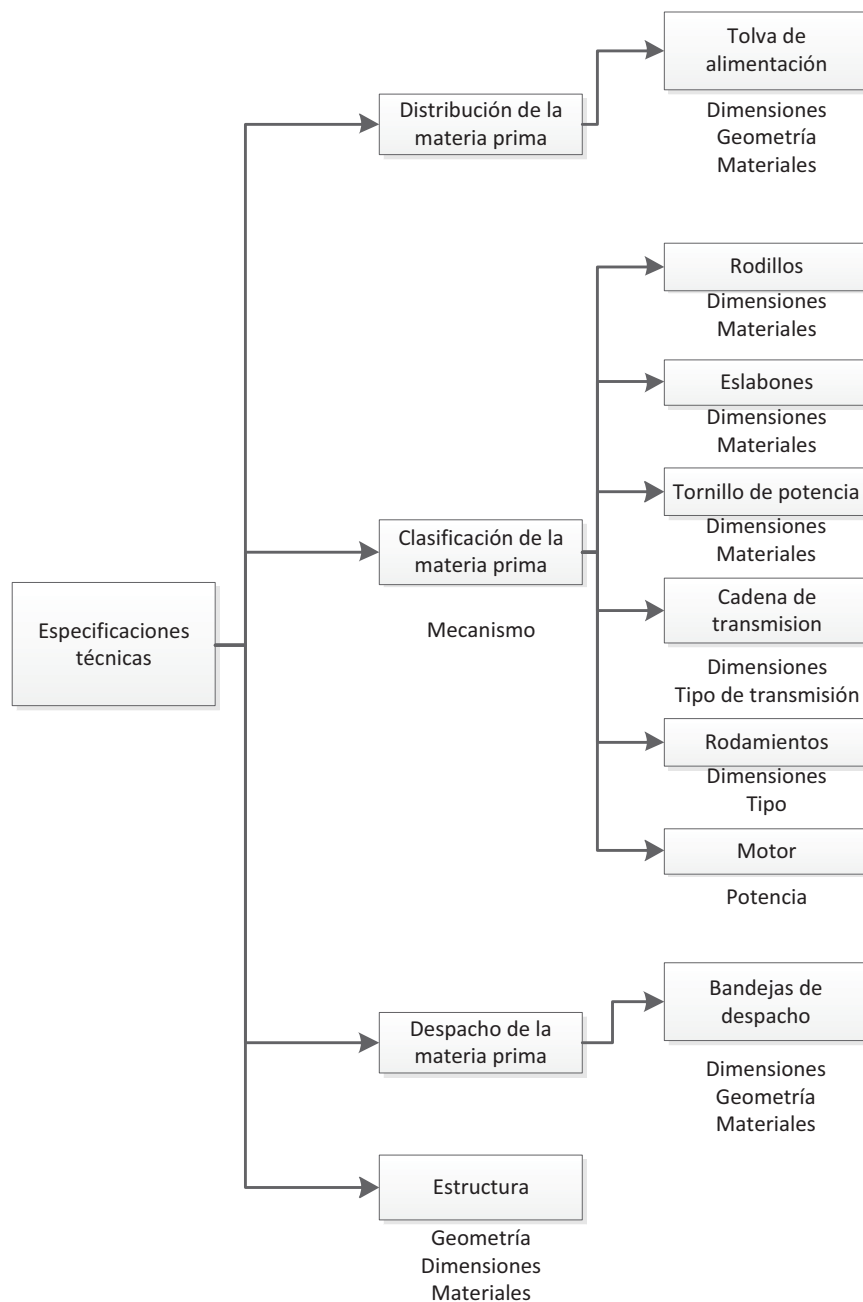 Tolva de
alimentación
Dimensiones
Geometría
Materiales
Distribución de la
materia prima
Rodillos
Dimensiones
Materiales
Eslabones
Dimensiones
Materiales
Tornillo de potencia
Dimensiones
Materiales
Clasificación de la
materia prima
Mecanismo
Cadena de
transmision
Dimensiones
Tipo de transmisión
Especificaciones
técnicas
Rodamientos
Dimensiones
Tipo
Motor
Potencia
Bandejas de
despacho
Dimensiones
Geometría
Materiales
Despacho de la
materia prima
Estructura
Geometría
Dimensiones
Materiales